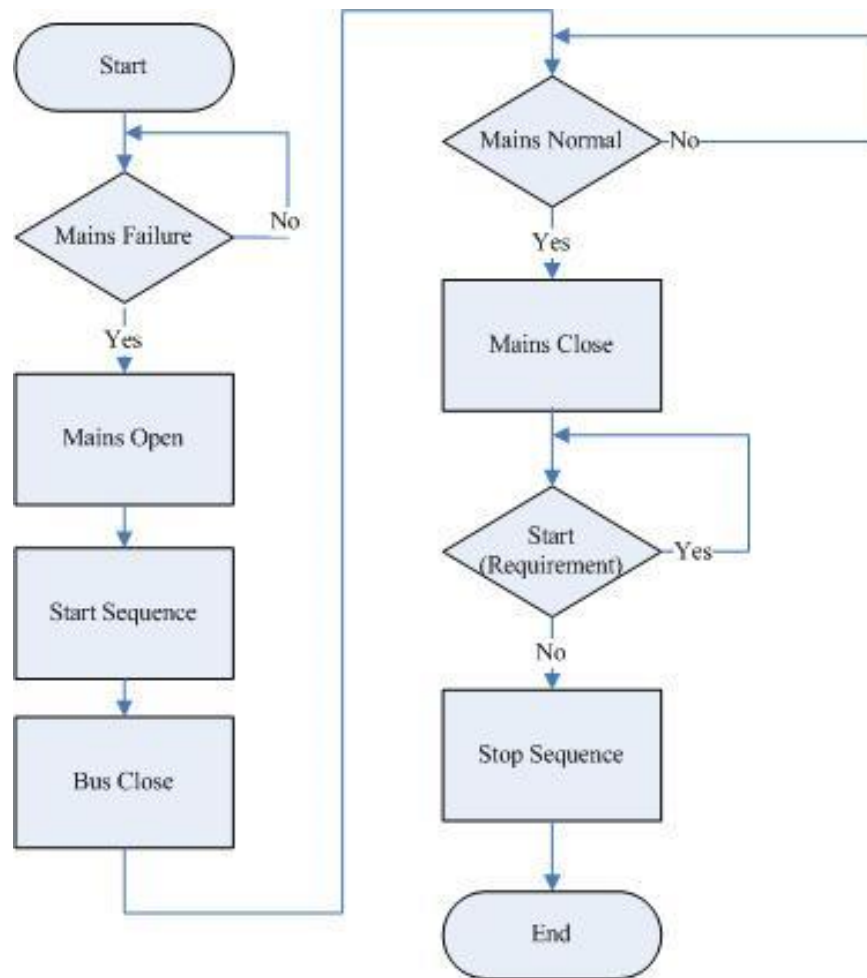 Start
Mains Failure
No
Yes
Mains Open
Start Sequence
Bus Close
Mains Normal
No
Yes
Mains Close
Start
(Requirement)
Yes
No
Stop Sequence
End